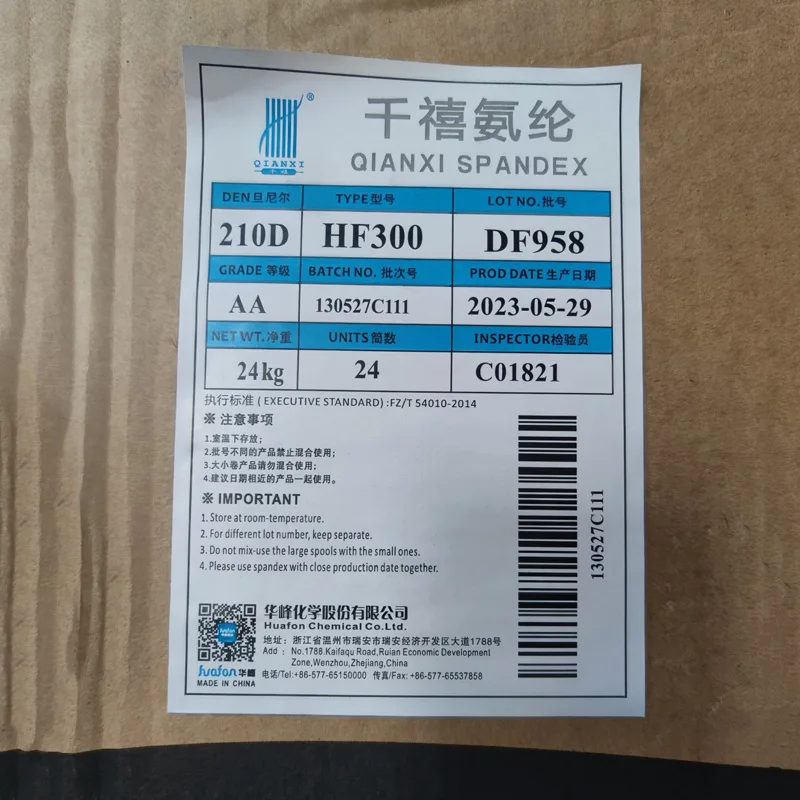 ®
QIANXI
千禧
千禧氨纶
QIANXI SPANDEX
DEN旦尼尔 TYPE型号 LOT NO.批号
210D HF300 DF958
GRADE 等级 BATCH NO. 批次号 PROD DATE 生产日期
AA 130527C111 2023-05-29
NET WT.净重 UNITS筒数 INSPECTOR检验员
24kg 24 C01821
执行标准 ( EXECUTIVE STANDARD) :FZ/T 54010-2014
※ 注意事项
1.室温下存放；
2.批号不同的产品禁止混合使用；
3.大小卷产品请勿混合使用；
4.建议日期相近的产品一起使用。
※ IMPORTANT
1. Store at room-temperature.
2. For different lot number, keep separate.
3. Do not mix-use the large spools with the small ones.
4. Please use spandex with close production date together.
130527C111
华峰化学股份有限公司
Huafon Chemical Co.Ltd.
地址：浙江省温州市瑞安市瑞安经济开发区大道1788号
Add : No.1788.Kaifaqu Road,Ruian Economic Development
Zone,Wenzhou,Zhejiang,China
电话/Tel:+86-577-65150000 传真/Fax: +86-577-65537858
huafon
huafon 华峰
MADE IN CHINA